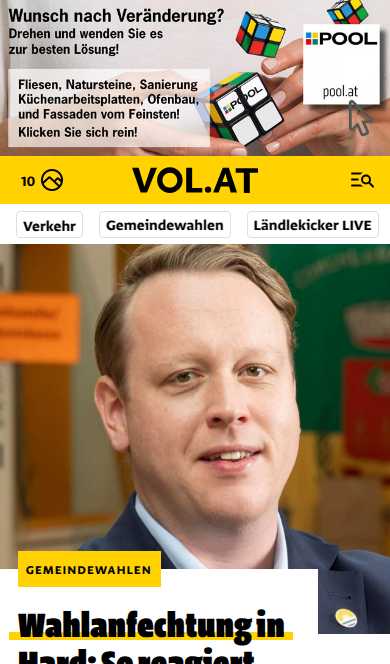 Wunsch nach Veränderung?
Drehen und wenden Sie es
zur besten Lösung!
Fliesen, Natursteine, Sanierung
Küchenarbeitsplatten, Ofenbau,
und Fassaden vom Feinsten!
Klicken Sie sich rein!
POOL
POOL
pool.at
10
VOL.AT
Verkehr
Gemeindewahlen
Ländlekicker LIVE
GEMEINDEWAHLEN
Wahlanfechtung in
Hard: So reagiert